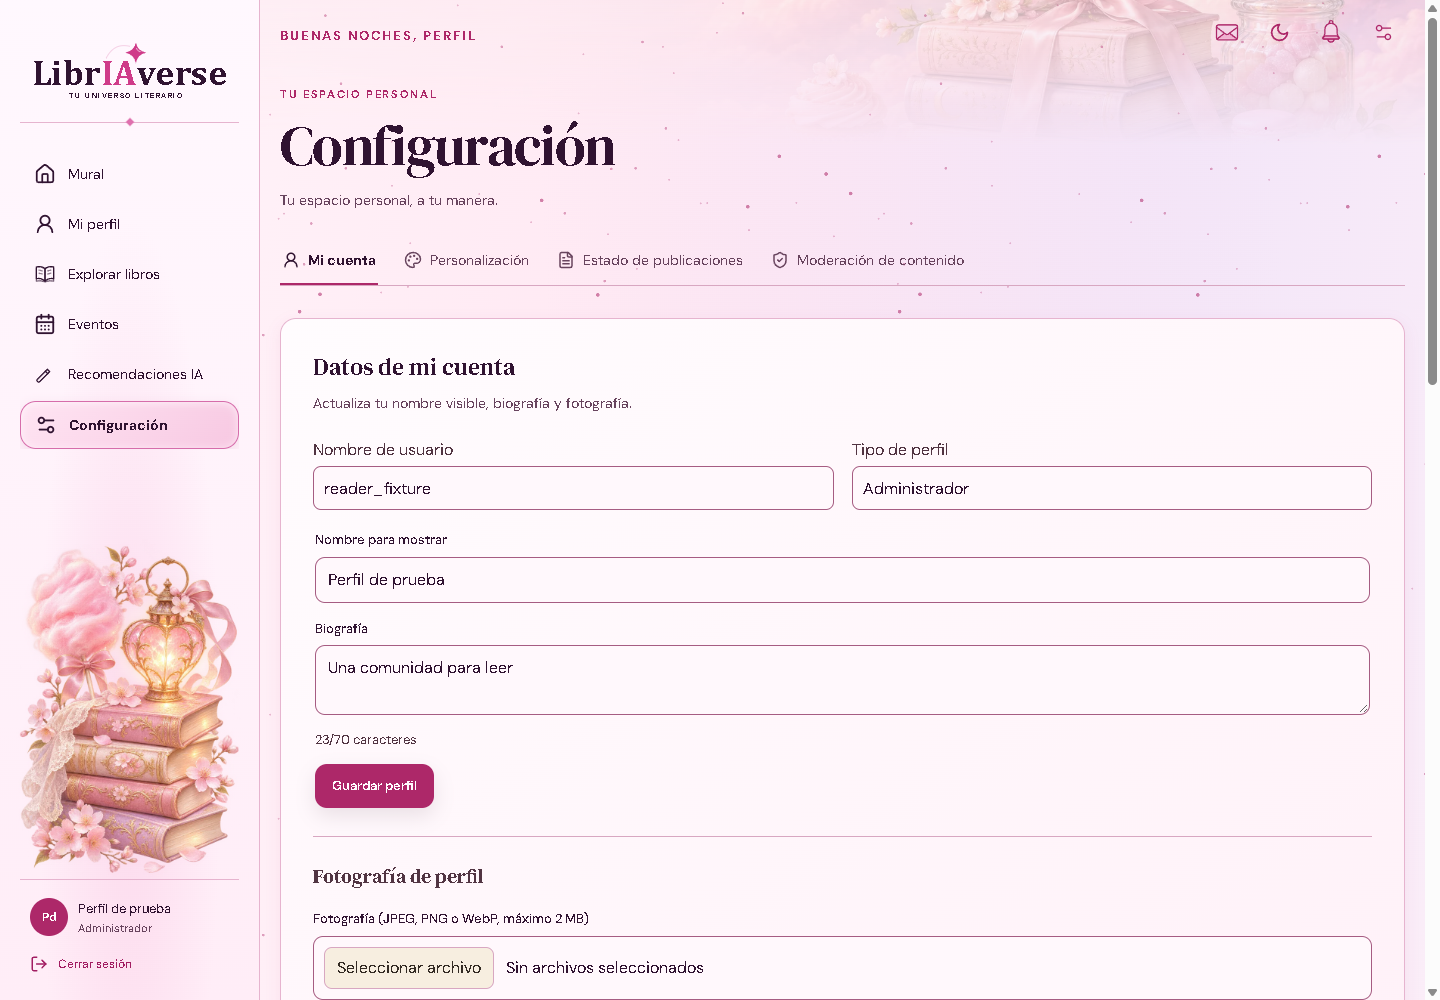 LibrIAverse
TU UNIVERSO LITERARIO
Mural
Mi perfil
Explorar libros
Eventos
Recomendaciones IA
Configuración
Pd
Perfil de prueba
Administrador
Cerrar sesión
BUENAS NOCHES, PERFIL
TU ESPACIO PERSONAL
Configuración
Tu espacio personal, a tu manera.
Mi cuenta
Personalización
Estado de publicaciones
Moderación de contenido
Datos de mi cuenta
Actualiza tu nombre visible, biografía y fotografía.
Nombre de usuario
reader_fixture
Tipo de perfil
Administrador
Nombre para mostrar
Perfil de prueba
Biografía
Una comunidad para leer
23/70 caracteres
Guardar perfil
Fotografía de perfil
Fotografía (JPEG, PNG o WebP, máximo 2 MB)
Seleccionar archivo
Sin archivos seleccionados